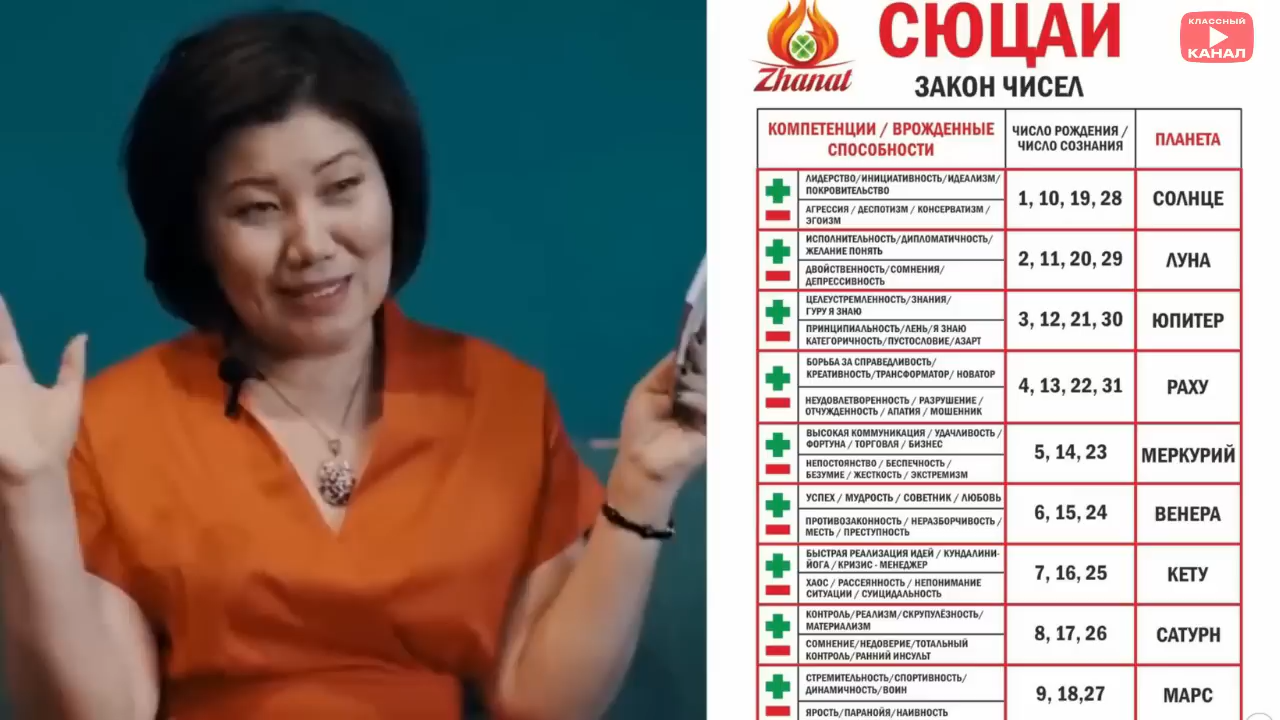 Zhanat
СЮЦАИ
ЗАКОН ЧИСЕЛ
КЛАССНЫЙ
КАНАЛ
КОМПЕТЕНЦИИ / ВРОЖДЕННЫЕ
СПОСОБНОСТИ
ЧИСЛО РОЖДЕНИЯ /
ЧИСЛО СОЗНАНИЯ
ПЛАНЕТА
ЛИДЕРСТВО/ИНИЦИАТИВНОСТЬ/ИДЕАЛИЗМ/
ПОКРОВИТЕЛЬСТВО
АГРЕССИЯ / ДЕСПОТИЗМ / КОНСЕРВАТИЗМ /
ЭГОИЗМ
1, 10, 19, 28
СОЛНЦЕ
ИСПОЛНИТЕЛЬНОСТЬ/ДИПЛОМАТИЧНОСТЬ/
ЖЕЛАНИЕ ПОНЯТЬ
ДВОЙСТВЕННОСТЬ/СОМНЕНИЯ/
ДЕПРЕССИВНОСТЬ
2, 11, 20, 29
ЛУНА
ЦЕЛЕУСТРЕМЛЕННОСТЬ/ЗНАНИЯ/
ГУРУ Я ЗНАЮ
ПРИНЦИПИАЛЬНОСТЬ/ЛЕНЬ/Я ЗНАЮ
КАТЕГОРИЧНОСТЬ/ПУСТОСЛОВИЕ/АЗАРТ
3, 12, 21, 30
ЮПИТЕР
БОРЬБА ЗА СПРАВЕДЛИВОСТЬ/
КРЕАТИВНОСТЬ/ТРАНСФОРМАТОР/ НОВАТОР
НЕУДОВЛЕТВОРЕННОСТЬ / РАЗРУШЕНИЕ /
ОТЧУЖДЕННОСТЬ / АПАТИЯ / МОШЕННИК
4, 13, 22, 31
РАХУ
ВЫСОКАЯ КОММУНИКАЦИЯ / УДАЧЛИВОСТЬ /
ФОРТУНА / ТОРГОВЛЯ / БИЗНЕС
НЕПОСТОЯНСТВО / БЕСПЕЧНОСТЬ /
БЕЗУМИЕ / ЖЕСТКОСТЬ / ЭКСТРЕМИЗМ
5, 14, 23
МЕРКУРИЙ
УСПЕХ / МУДРОСТЬ / СОВЕТНИК / ЛЮБОВЬ
ПРОТИВОЗАКОННОСТЬ / НЕРАЗБОРЧИВОСТЬ /
МЕСТЬ / ПРЕСТУПНОСТЬ
6, 15, 24
ВЕНЕРА
БЫСТРАЯ РЕАЛИЗАЦИЯ ИДЕЙ / КУНДАЛИНИ-
ЙОГА / КРИЗИС - МЕНЕДЖЕР
ХАОС / РАССЕЯННОСТЬ / НЕПОНИМАНИЕ
СИТУАЦИИ / СУИЦИДАЛЬНОСТЬ
7, 16, 25
КЕТУ
КОНТРОЛЬ/РЕАЛИЗМ/СКРУПУЛЁЗНОСТЬ/
МАТЕРИАЛИЗМ
СОМНЕНИЕ/НЕДОВЕРИЕ/ТОТАЛЬНЫЙ
КОНТРОЛЬ/РАННИЙ ИНСУЛЬТ
8, 17, 26
САТУРН
СТРЕМИТЕЛЬНОСТЬ/СПОРТИВНОСТЬ/
ДИНАМИЧНОСТЬ/ВОИН
ЯРОСТЬ/ПАРАНОЙЯ/НАИВНОСТЬ
9, 18,27
МАРС